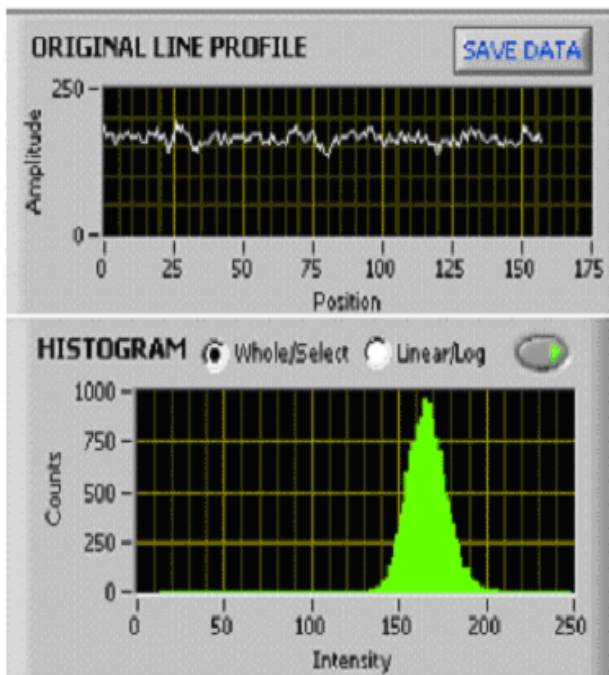 ORIGINAL LINE PROFILE SAVE DATA
250
Amplitude
0
0 25 50 75 100 125 150 175
Position
HISTOGRAM Whole/Select Linear/Log
1000
750
Counts
500
250
0
0 50 100 150 200 250
Intensity